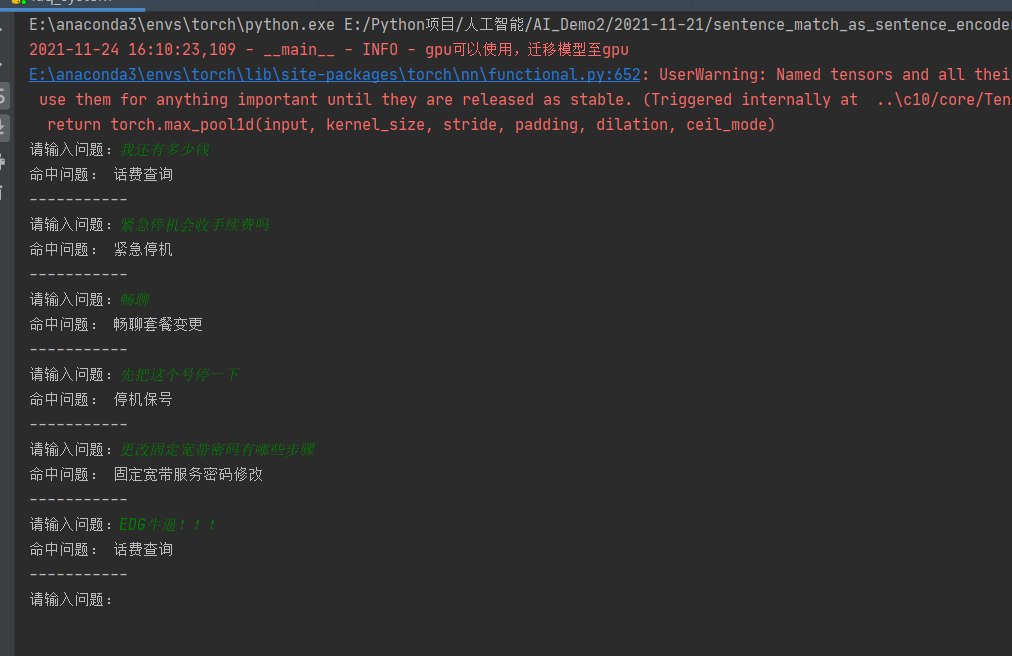 E:\anaconda3\envs\torch\python.exe E:/Python项目/人工智能/AI_Demo2/2021-11-21/sentence_match_as_sentence_encode
2021-11-24 16:10:23,109 - __main__ - INFO - gpu可以使用，迁移模型至gpu
E:\anaconda3\envs\torch\lib\site-packages\torch\nn\functional.py:652: UserWarning: Named tensors and all thei
use them for anything important until they are released as stable. (Triggered internally at  ..\c10/core/Ten
return torch.max_pool1d(input, kernel_size, stride, padding, dilation, ceil_mode)
请输入问题：我还有多少钱
命中问题： 话费查询
-----------
请输入问题：紧急停机会收手续费吗
命中问题： 紧急停机
-----------
请输入问题：畅聊
命中问题： 畅聊套餐变更
-----------
请输入问题：先把这个号停一下
命中问题： 停机保号
-----------
请输入问题：更改固定宽带密码有哪些步骤
命中问题： 固定宽带服务密码修改
-----------
请输入问题：EDG牛逼！！！
命中问题： 话费查询
-----------
请输入问题：